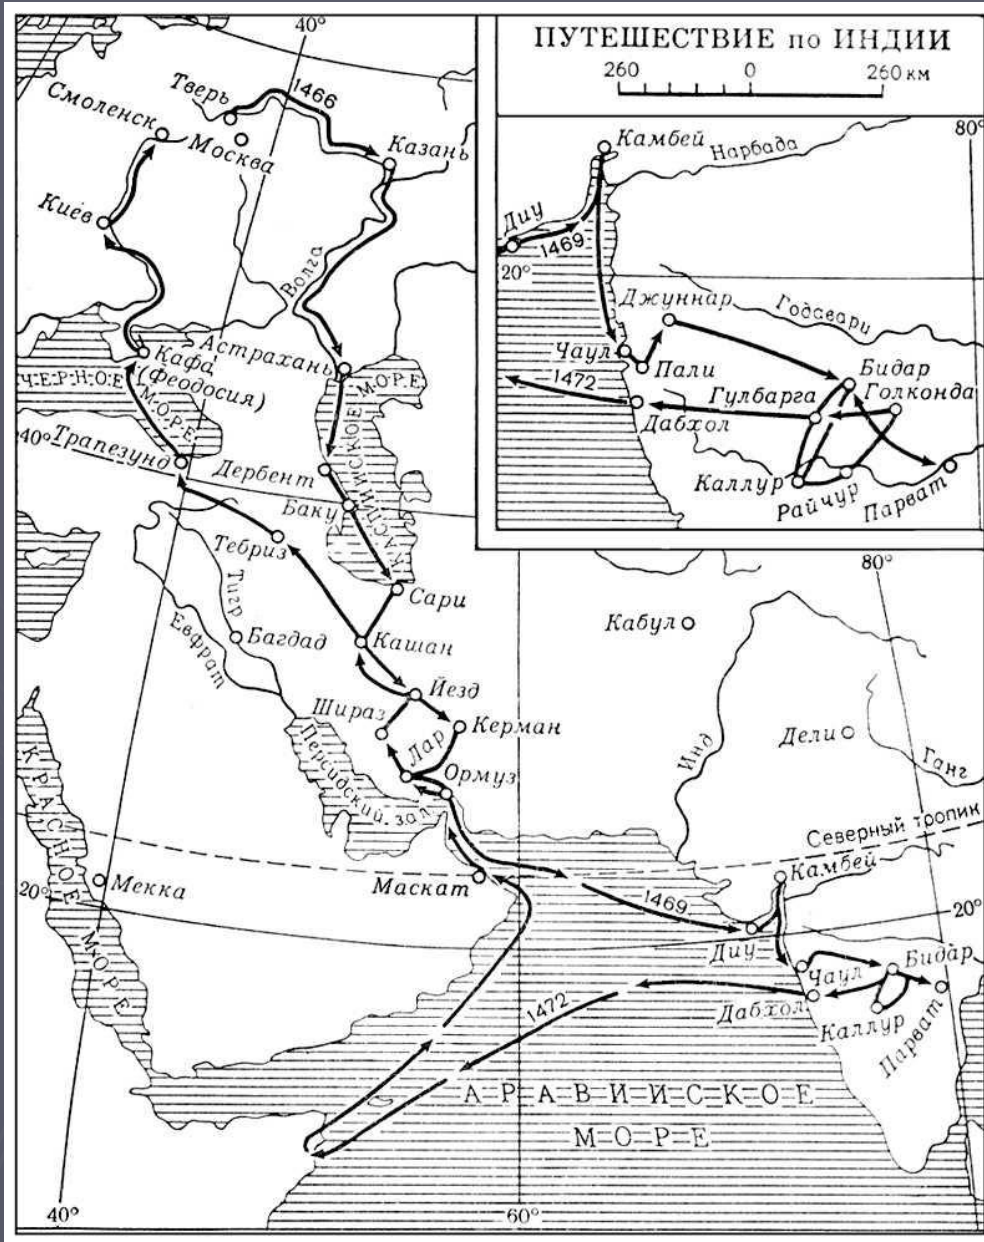 ПУТЕШЕСТВИЕ по ИНДИИ
260 0 260 км
80°
Камбей
Нарбада
Диу
1469
20°
Джуннар
Годавари
Чаул
Пали
Бидар
1472
Гулбарга
Голконда
Дабхол
Каллур
Райчур
Парват
40°
Тверь
1466
Смоленск
Москва
Казань
Киев
Волга
Астрахань
Кафа
(Феодосия)
ЧЕРНОЕ
МОРЕ
КАСПИЙСКОЕ МОРЕ
40°
Трапезунд
Дербент
Баку
Тебриз
Сари
Тигр
Евфрат
Багдад
Кашан
Йезд
Шираз
Керман
Лар
Ормуз
Персидский зал.
80°
Кабул
Дели
Инд
Ганг
Северный тропик
КРАСНОЕ
МОРЕ
20°
Мекка
Маскат
Камбей
1469
20°
Диу
Чаул
Бидар
Дабхол
Каллур
Парват
1472
АРАВИЙСКОЕ
МОРЕ
40°
60°